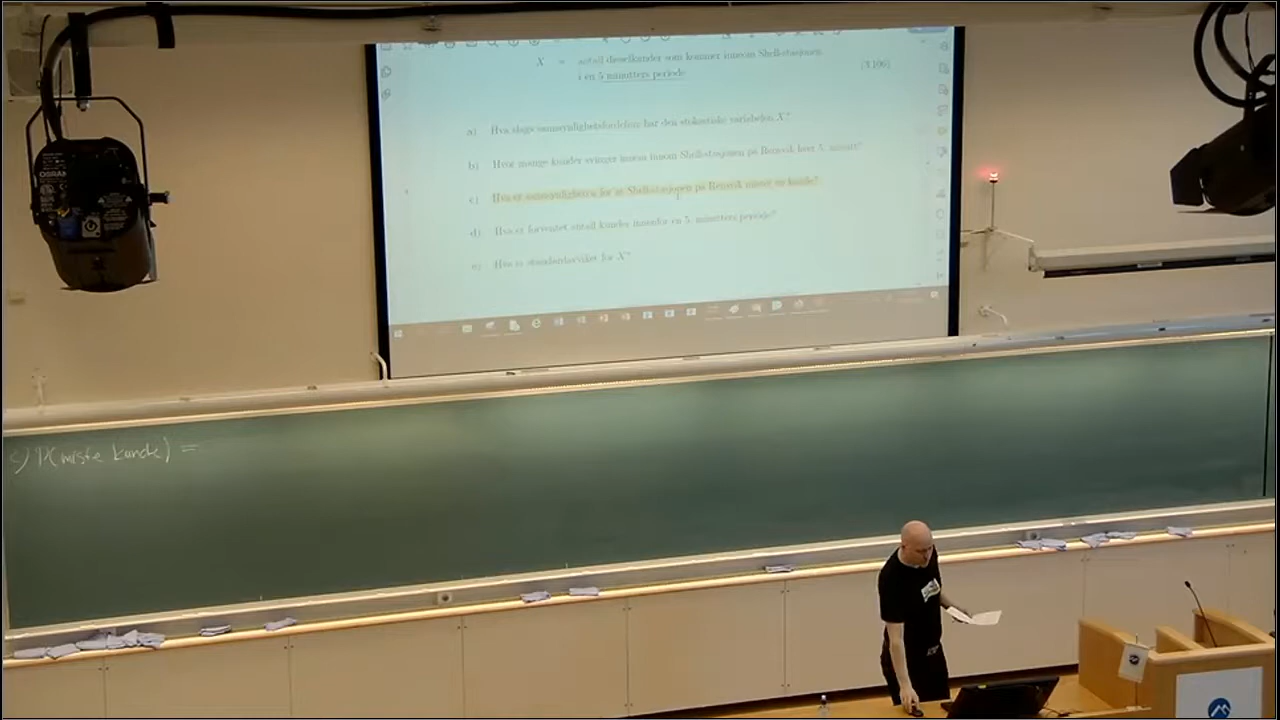 OSRAM
X = antall dieselkunder som kommer innom Shell-stasjonen
i en 5 minutters periode (3.106)
a) Hva slags sannsynlighetsfordeling har den stokastiske variabelen X?
b) Hvor mange kunder svinger innom innom Shell-stasjonen på Rensvik hver 5. minutt?
c) Hva er sannsynligheten for at Shell-stasjonen på Rensvik mister en kunde?
d) Hva er forventet antall kunder innenfor en 5. minutters periode?
e) Hva er standardavviket for X?
c) P(miste kunde) =